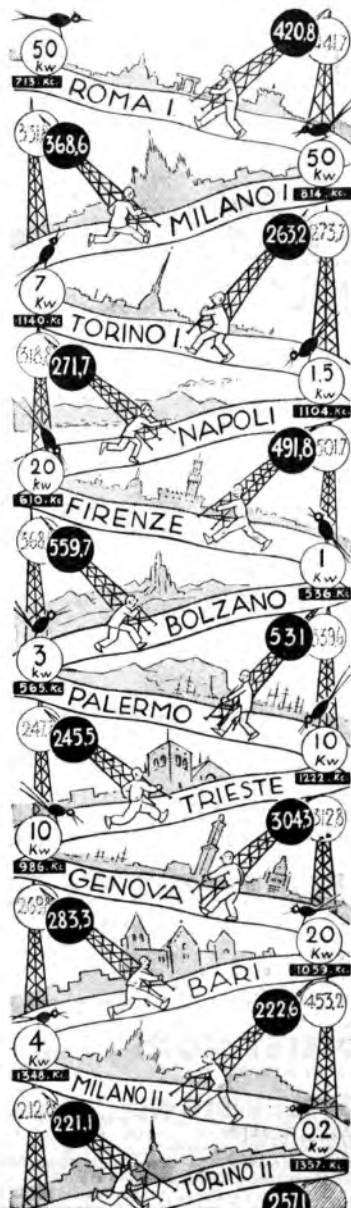 50 Kw 420,8 441,7
713. Kc.
ROMA I
331,8 368,6 50 Kw
MILANO I 814. Kc.
263,2 273,7
7 Kw
1140. Kc
TORINO I
318,8 271,7 1.5 Kw
NAPOLI 1104. Kc.
491,8 501,7
20 Kw
610. Kc
FIRENZE
368 559,7 1 Kw
BOLZANO 536. Kc
531
3 Kw
565. Kc
PALERMO
245,5 10 Kw
TRIESTE 1222. Kc
304,3 312,8
10 Kw
986. Kc
GENOVA
283,3 20 Kw
BARI 1059. Kc
222,6 453,2
4 Kw
1348. Kc
MILANO II
221,1 0.2 Kw
TORINO II 1357. Kc
257,1